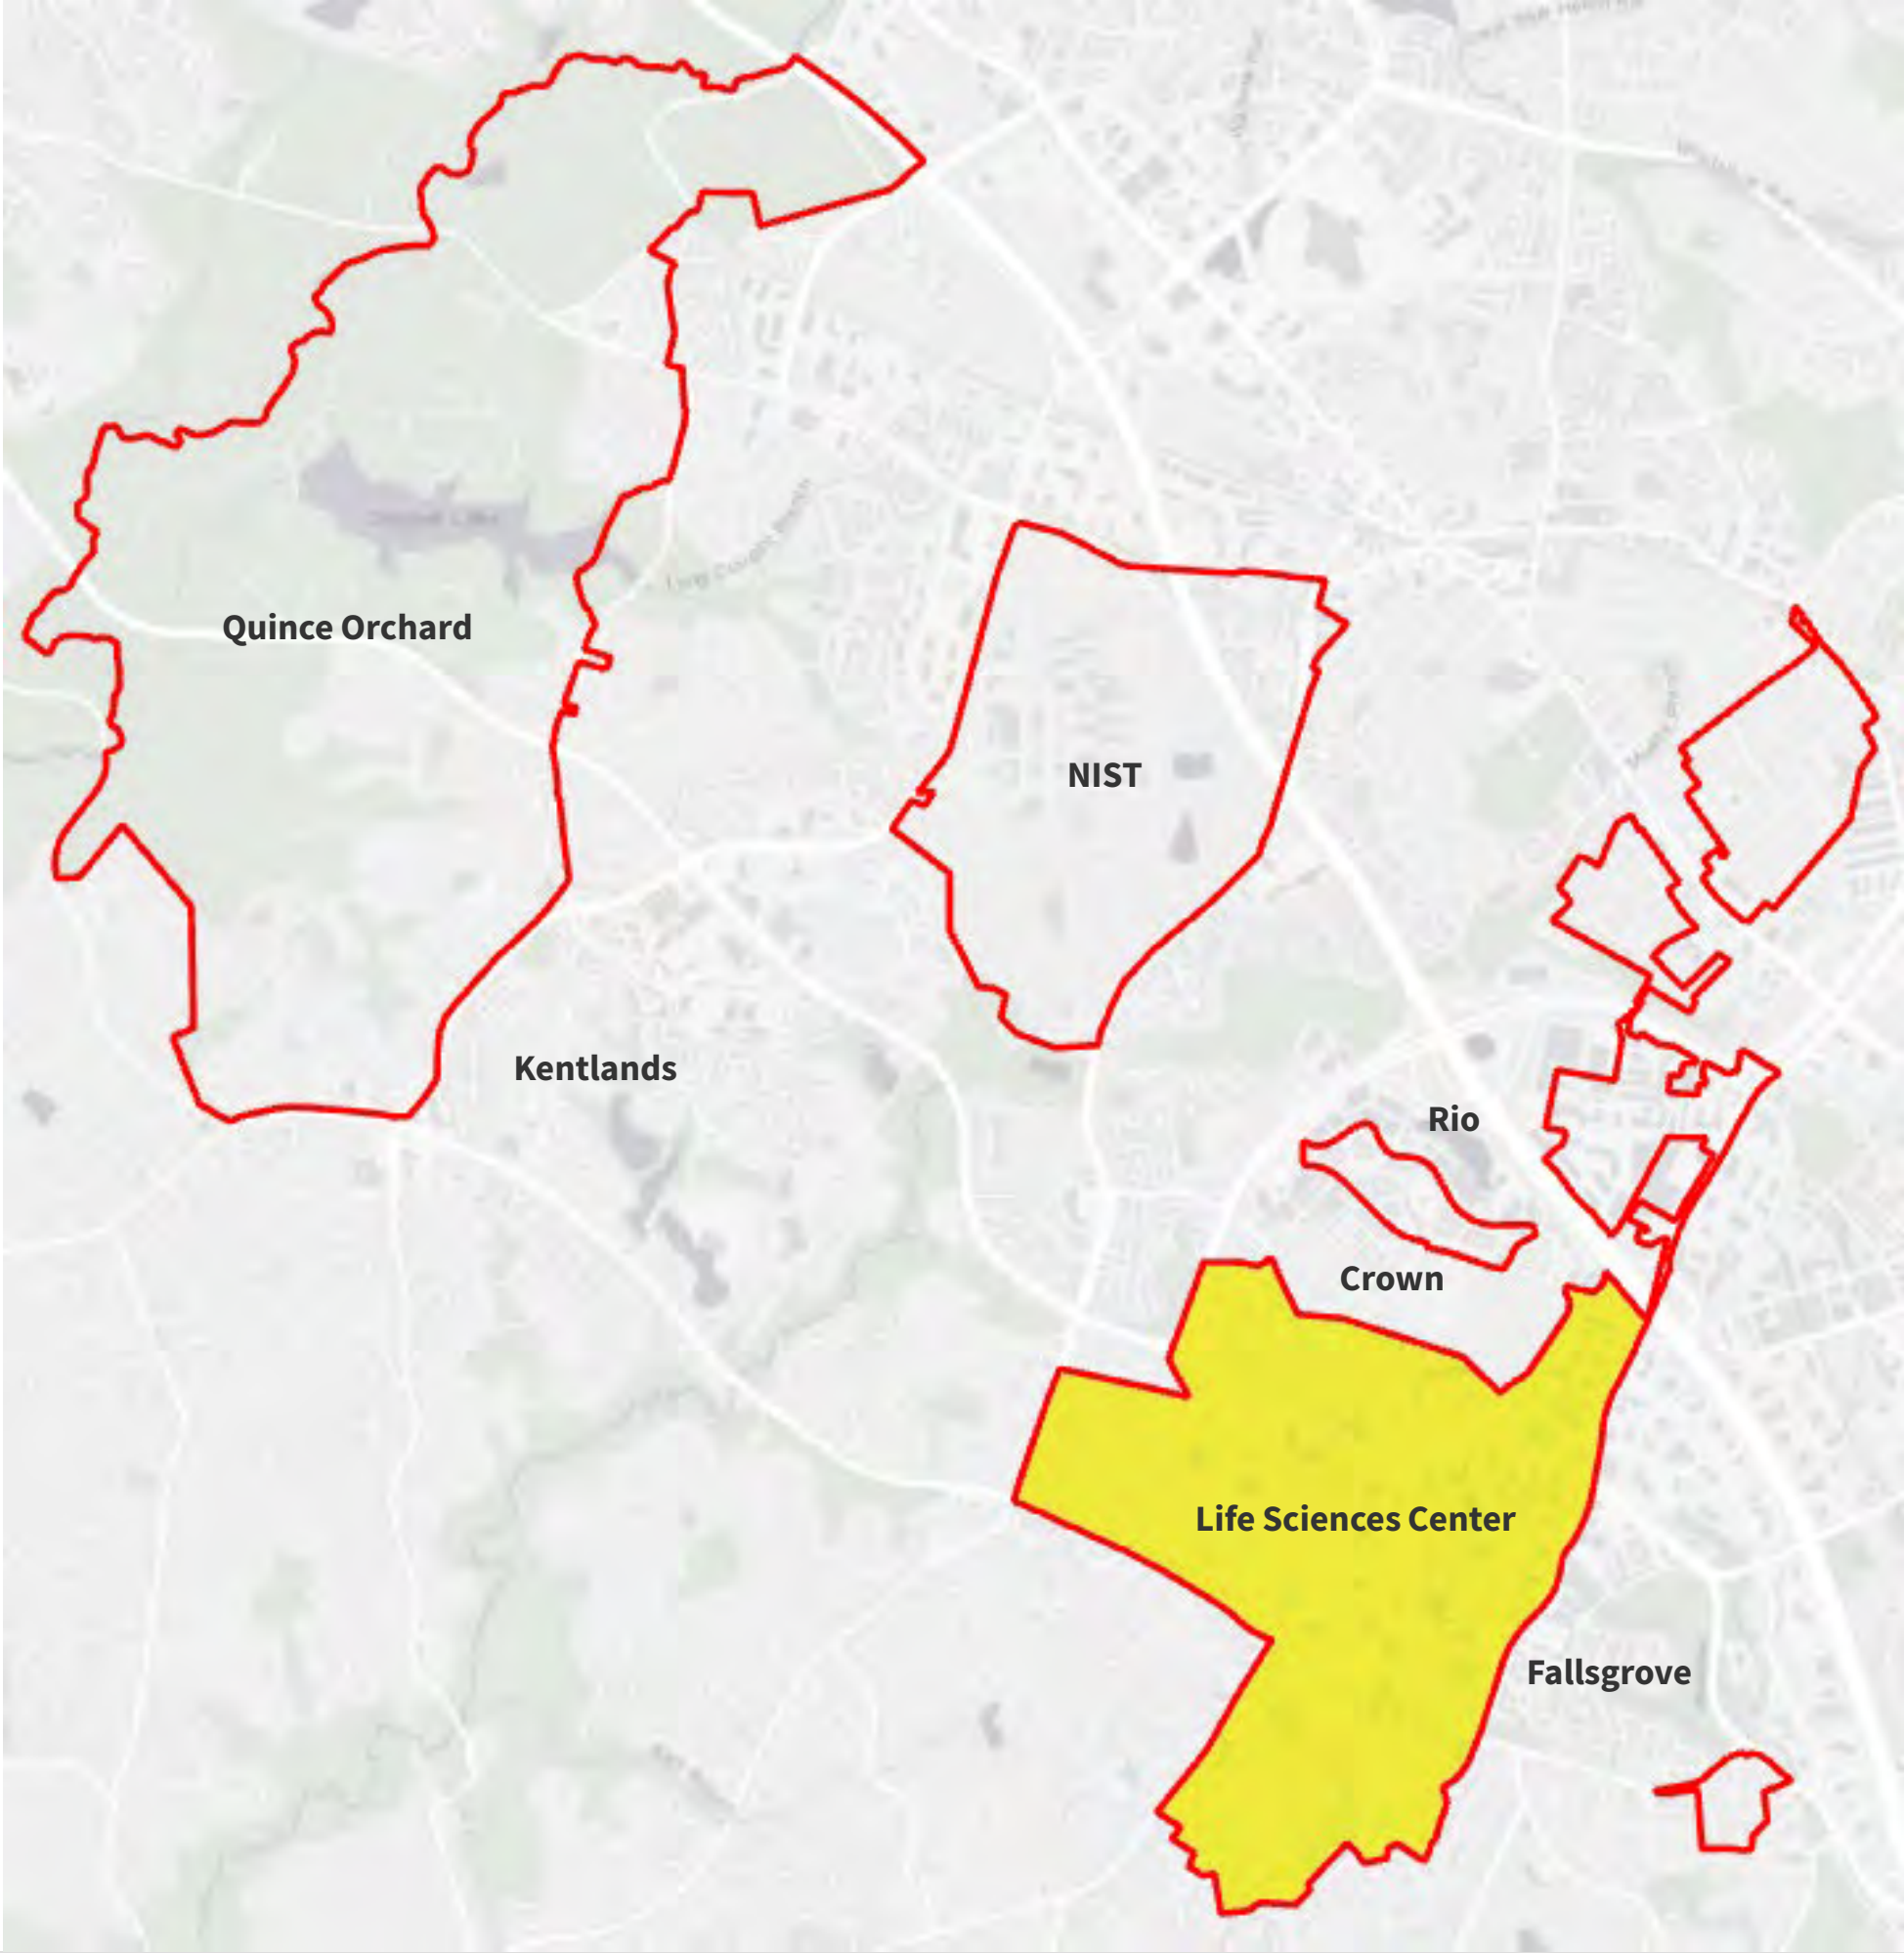 Quince Orchard
NIST
Kentlands
Rio
Crown
Life Sciences Center
Fallsgrove